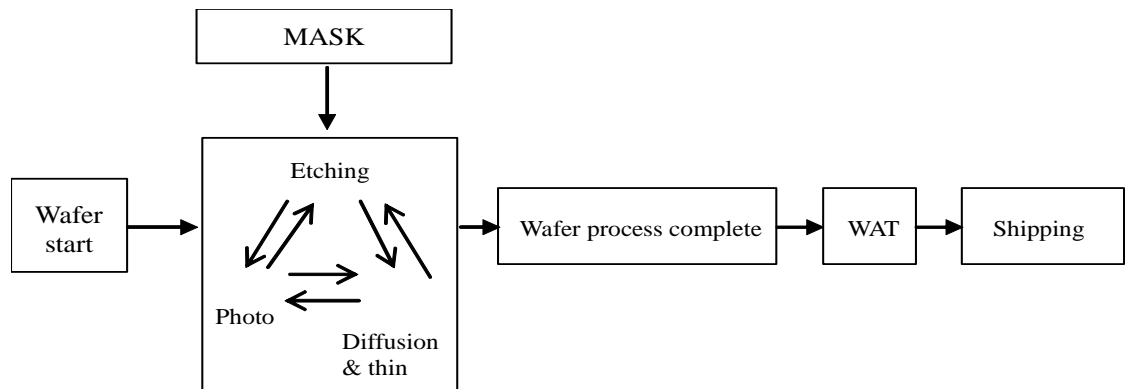 MASK
Etching
Wafer
start
Wafer process complete
WAT
Shipping
Photo
Diffusion
& thin